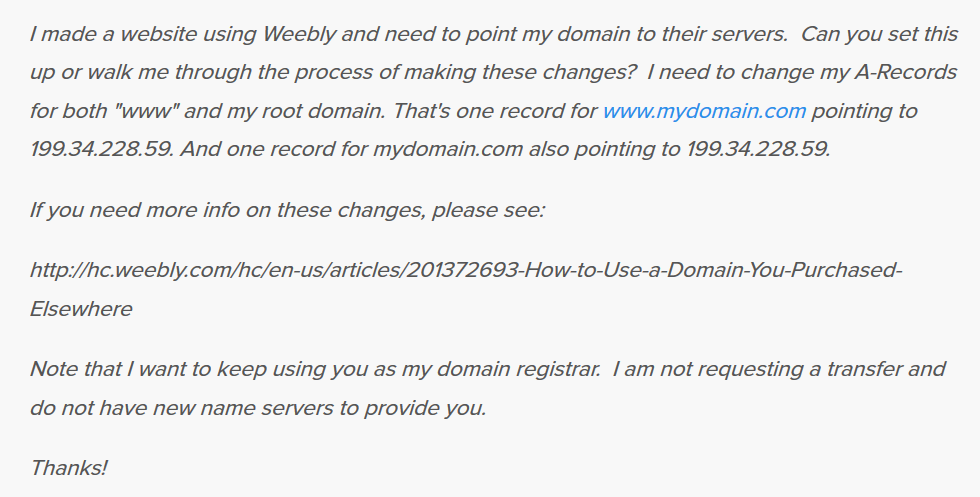 I made a website using Weebly and need to point my domain to their servers.  Can you set this
up or walk me through the process of making these changes?  I need to change my A-Records
for both "www" and my root domain. That's one record for www.mydomain.com pointing to
199.34.228.59. And one record for mydomain.com also pointing to 199.34.228.59.
If you need more info on these changes, please see:
http://hc.weebly.com/hc/en-us/articles/201372693-How-to-Use-a-Domain-You-Purchased-
Elsewhere
Note that I want to keep using you as my domain registrar.  I am not requesting a transfer and
do not have new name servers to provide you.
Thanks!